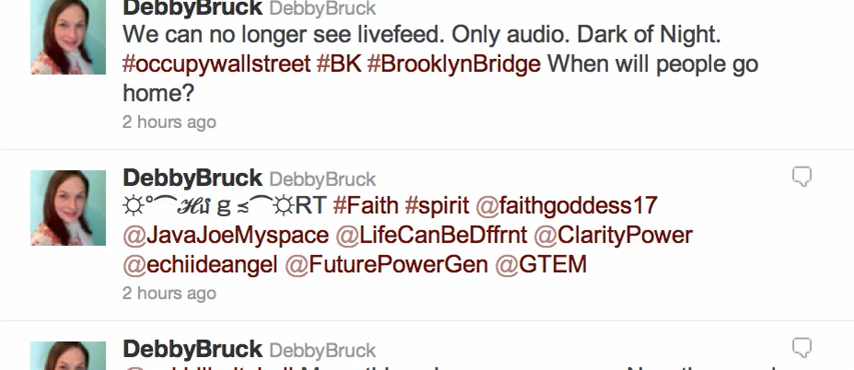 DebbyBruck DebbyBruck
We can no longer see livefeed. Only audio. Dark of Night.
#occupywallstreet #BK #BrooklynBridge When will people go
home?
2 hours ago
DebbyBruck DebbyBruck
☼°⌒ℋմ g ≾⌒☼RT #Faith #spirit @faithgoddess17
@JavaJoeMyspace @LifeCanBeDffrnt @ClarityPower
@echiideangel @FuturePowerGen @GTEM
2 hours ago
DebbyBruck DebbyBruck